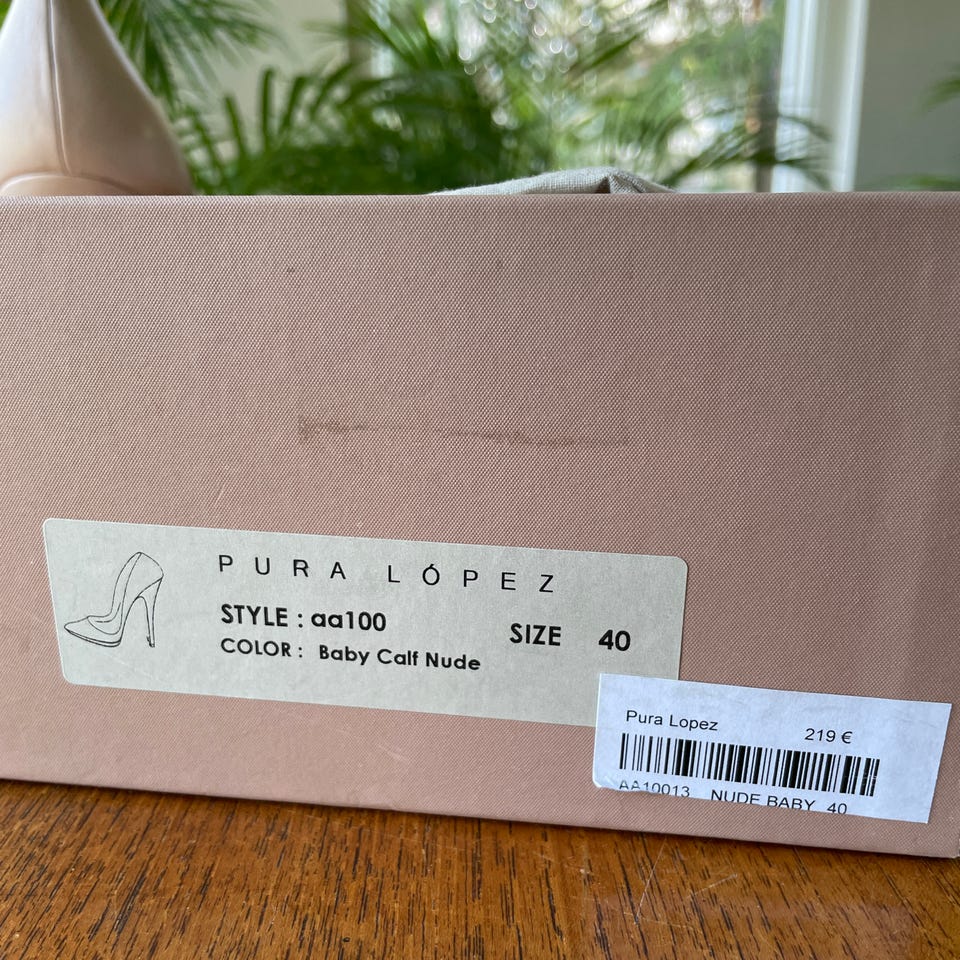 PURA LÓPEZ
STYLE : aa100
COLOR : Baby Calf Nude
SIZE 40
Pura Lopez 219 €
AA10013 NUDE BABY 40